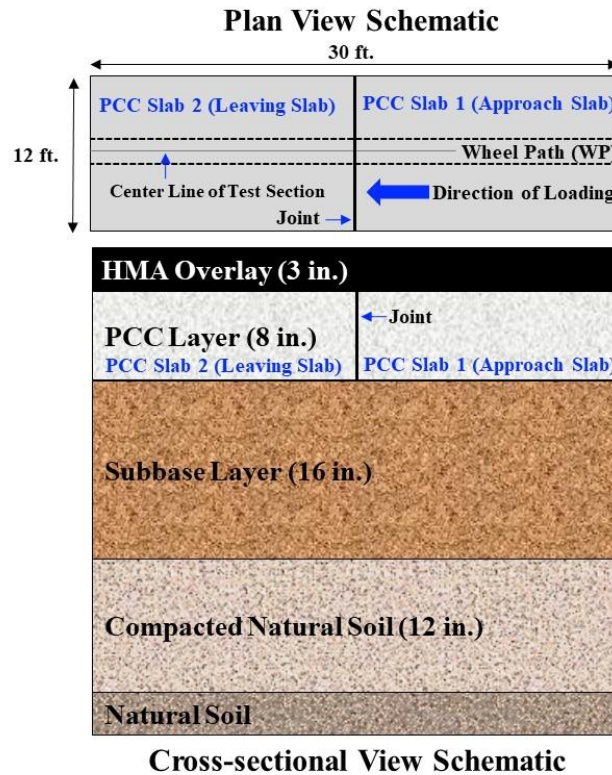 Plan View Schematic
30 ft.
PCC Slab 2 (Leaving Slab)
PCC Slab 1 (Approach Slab)
12 ft.
Wheel Path (WP)
Center Line of Test Section
Direction of Loading
Joint
HMA Overlay (3 in.)
Joint
PCC Layer (8 in.)
PCC Slab 2 (Leaving Slab)
PCC Slab 1 (Approach Slab)
Subbase Layer (16 in.)
Compacted Natural Soil (12 in.)
Natural Soil
Cross-sectional View Schematic